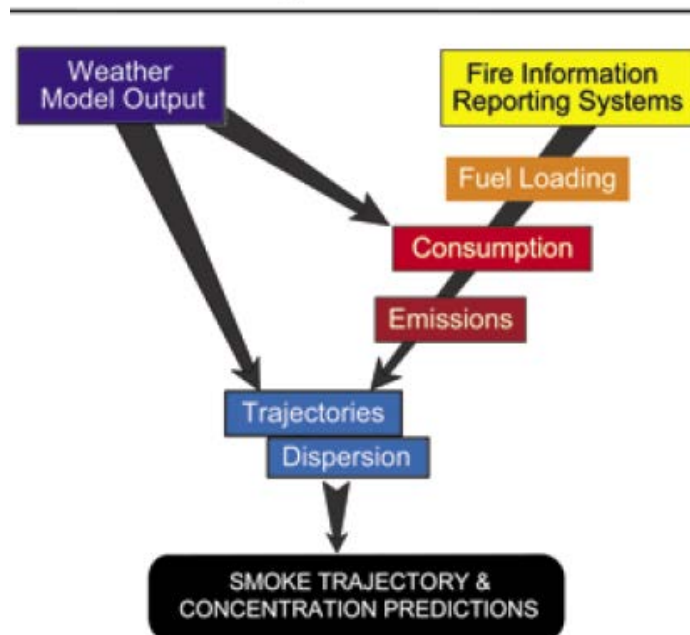 Weather
Model Output
Fire Information
Reporting Systems
Fuel Loading
Consumption
Emissions
Trajectories
Dispersion
SMOKE TRAJECTORY &
CONCENTRATION PREDICTIONS